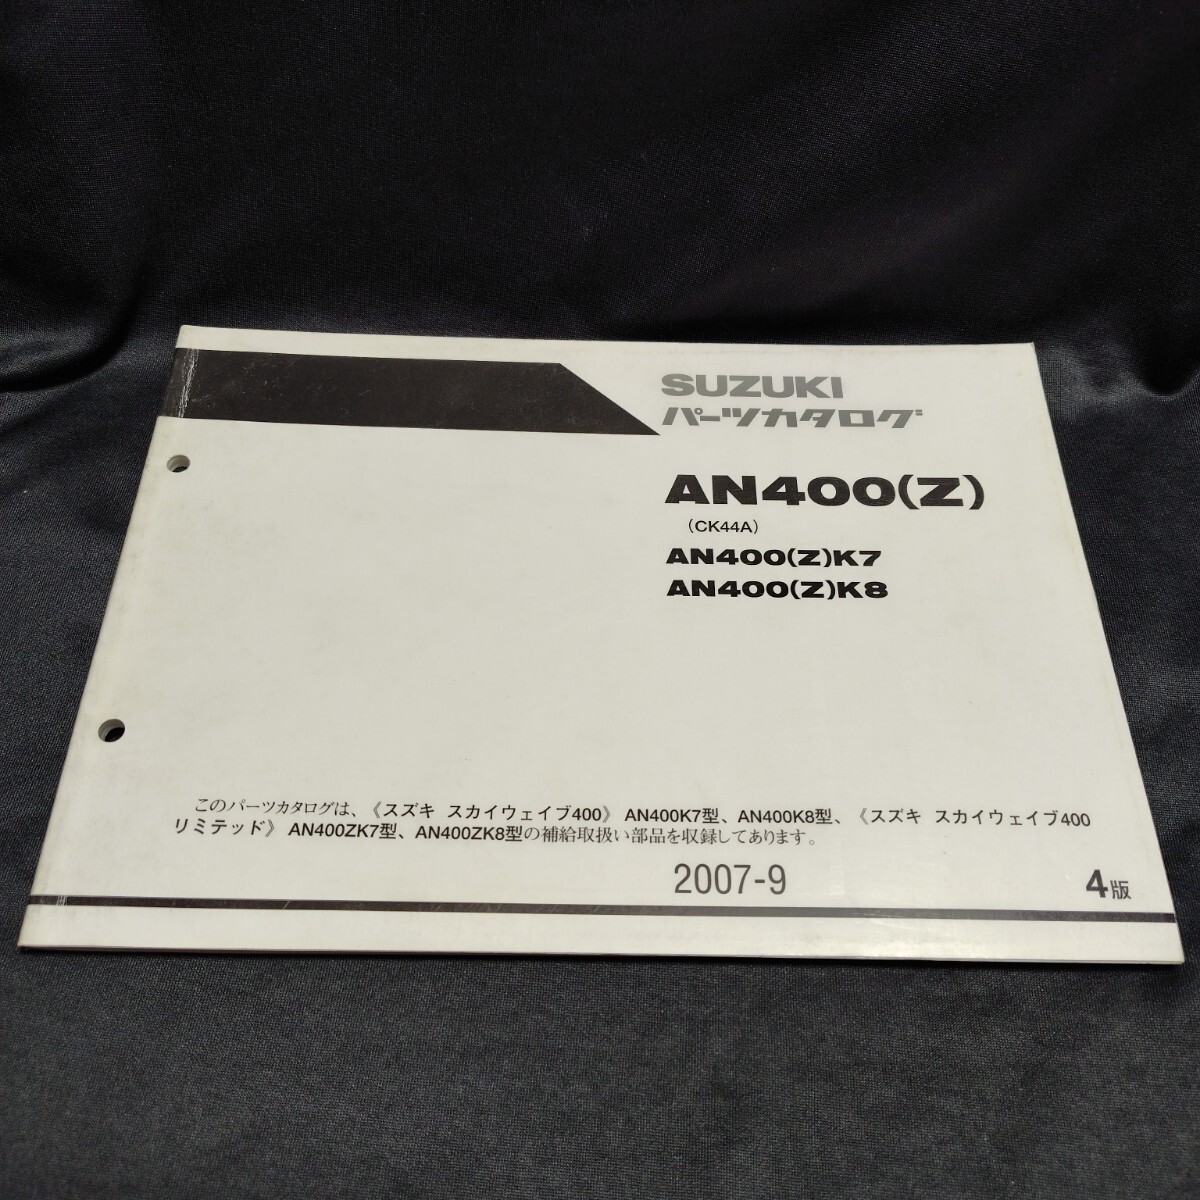 SUZUKI
パーツカタログ
AN400(Z)
(CK44A)
AN400(Z)K7
AN400(Z)K8
このパーツカタログは、《スズキ スカイウェイブ400》 AN400K7型、AN400K8型、《スズキ スカイウェイブ400
リミテッド》 AN400ZK7型、AN400ZK8型の補給取扱い部品を収録してあります。
2007-9
4版